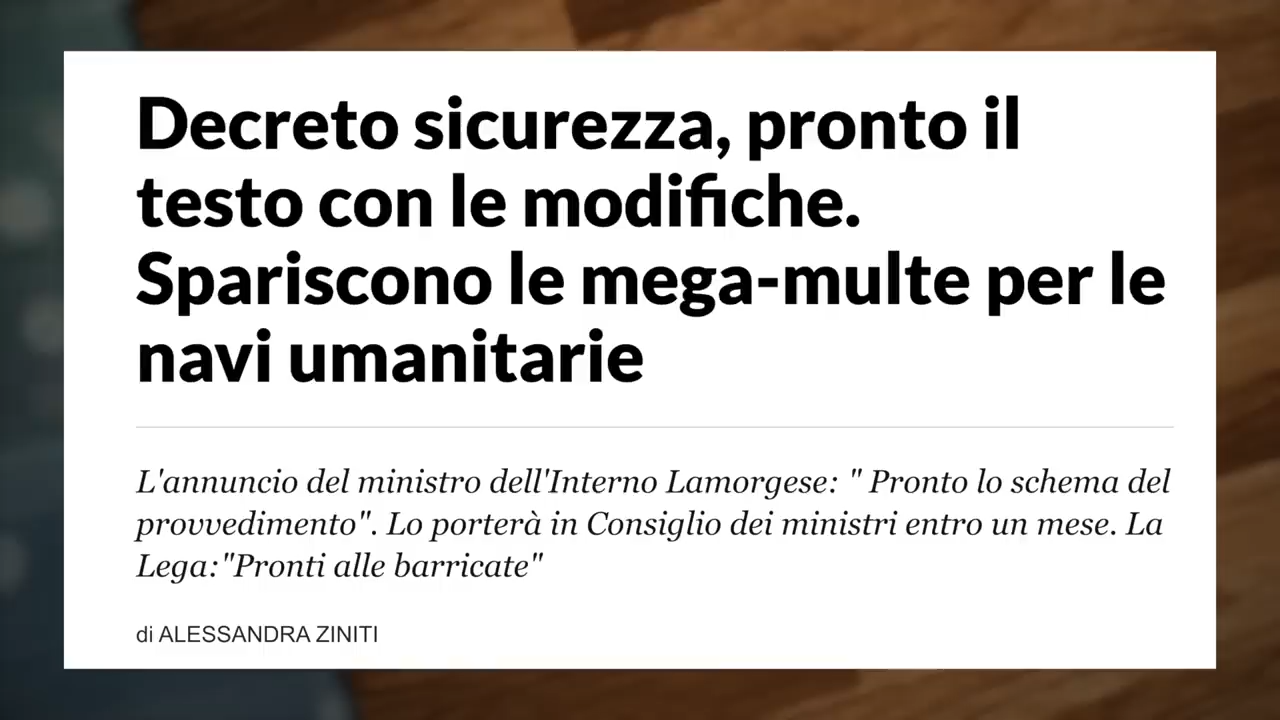 Decreto sicurezza, pronto il
testo con le modifiche.
Spariscono le mega-multe per le
navi umanitarie
L'annuncio del ministro dell'Interno Lamorgese: " Pronto lo schema del
provvedimento". Lo porterà in Consiglio dei ministri entro un mese. La
Lega:"Pronti alle barricate"
di ALESSANDRA ZINITI